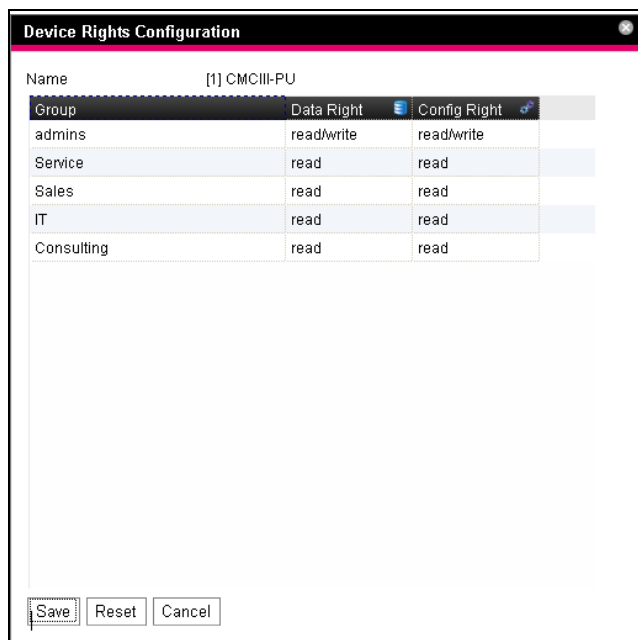 Device Rights Configuration
Name [1] CMCIII-PU
Group Data Right Config Right
admins read/write read/write
Service read read
Sales read read
IT read read
Consulting read read
Save Reset Cancel